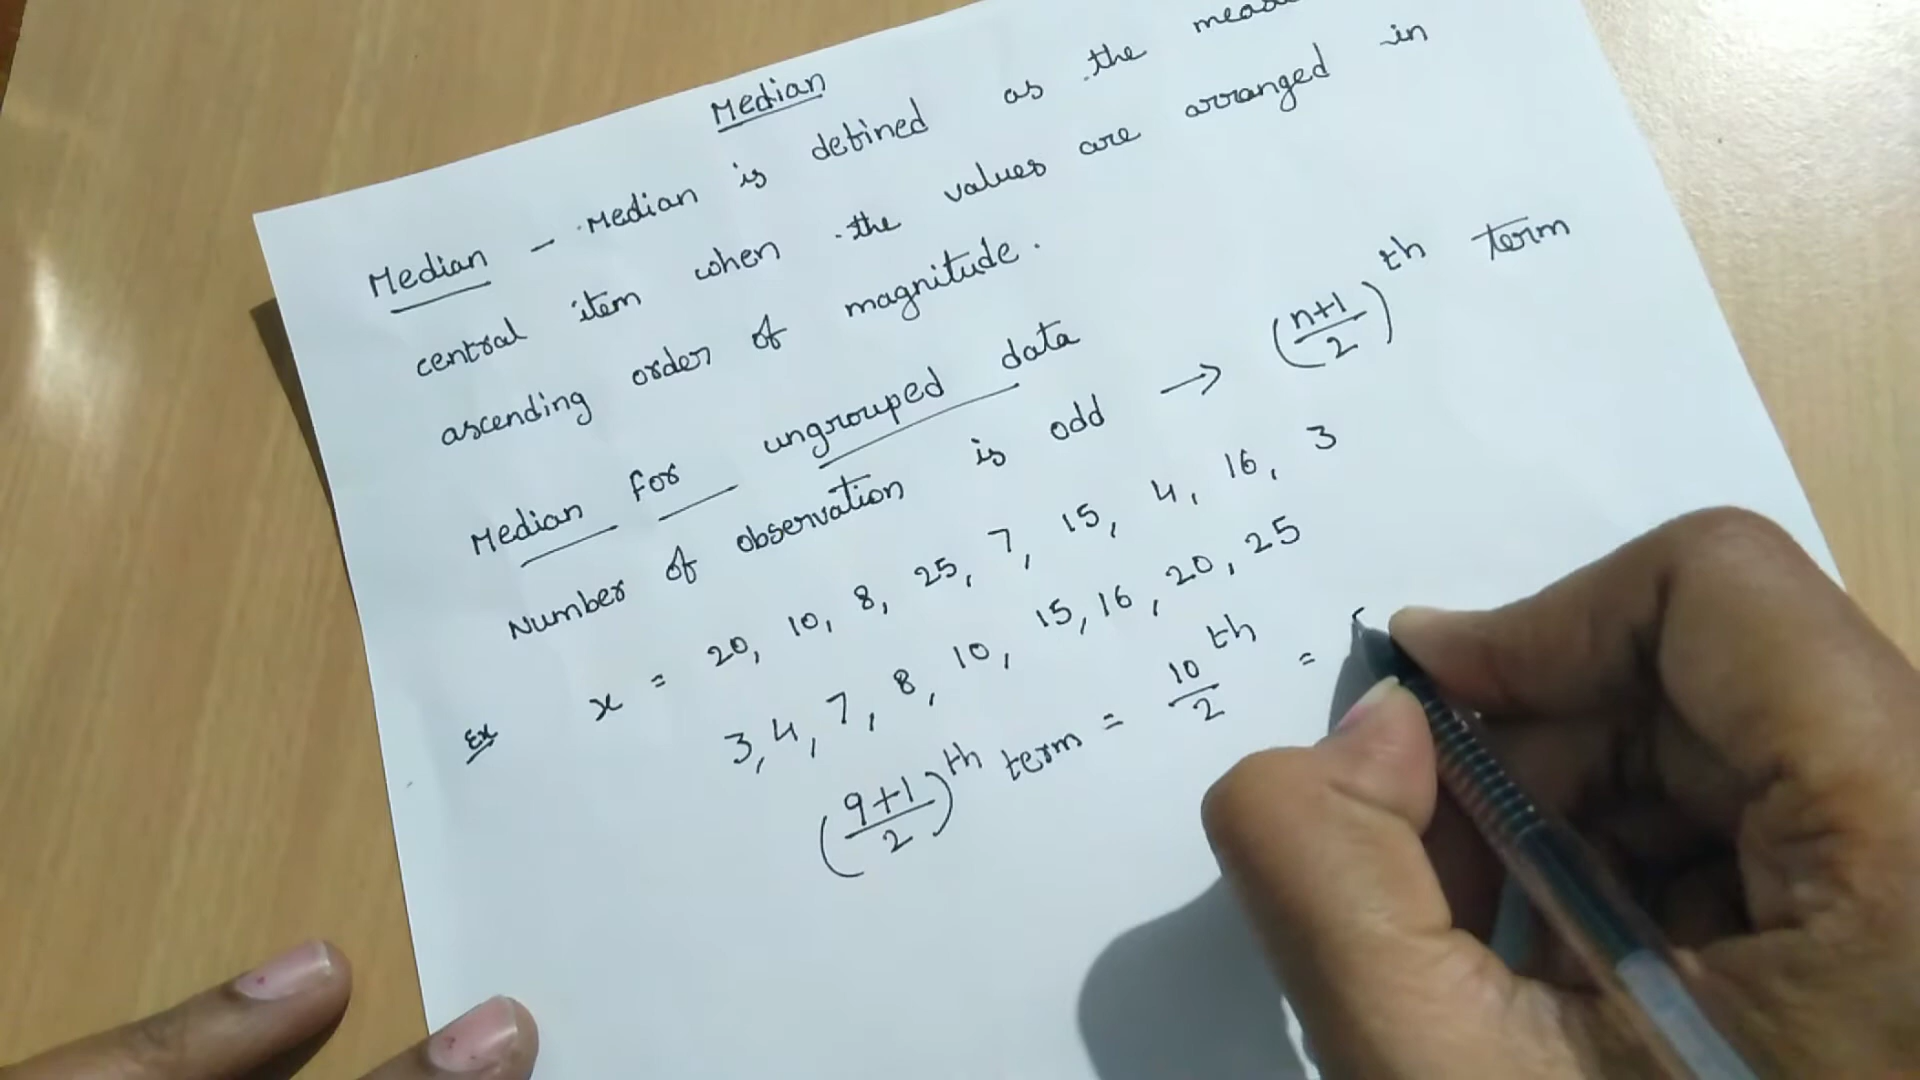 Median
Median - Median is defined as the
central item when the values are arranged in
ascending order of magnitude.
Median for ungrouped data
Number of observation is odd → (n+1/2)th term
Ex x = 20, 10, 8, 25, 7, 15, 4, 16, 3
3, 4, 7, 8, 10, 15, 16, 20, 25
(9+1/2)th term = 10/2 th =